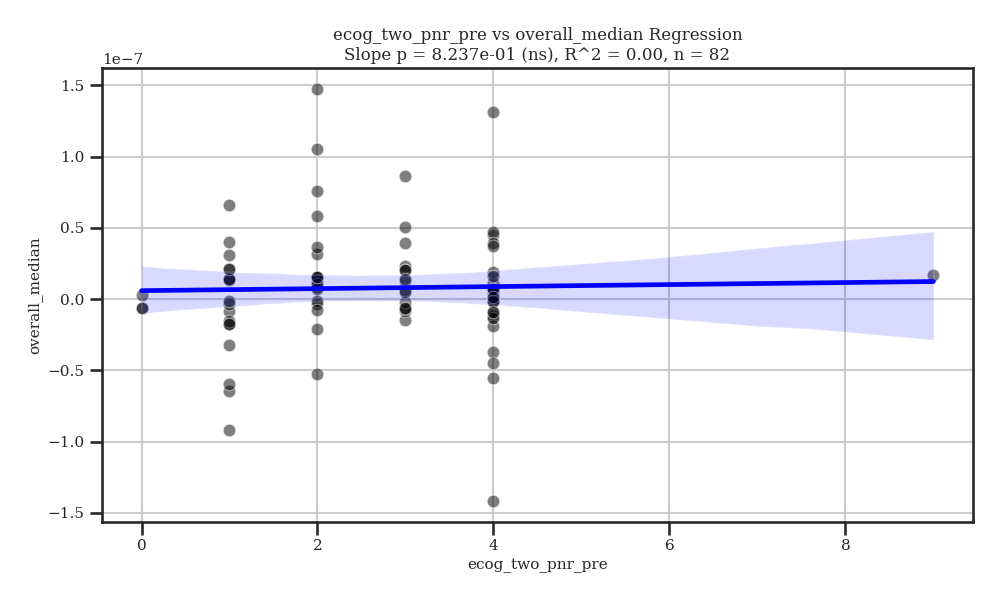 ecog_two_pnr_pre vs overall_median Regression
Slope p = 8.237e-01 (ns), R^2 = 0.00, n = 82
1e−7
1.5
1.0
0.5
0.0
−0.5
−1.0
−1.5
overall_median
0 2 4 6 8
ecog_two_pnr_pre